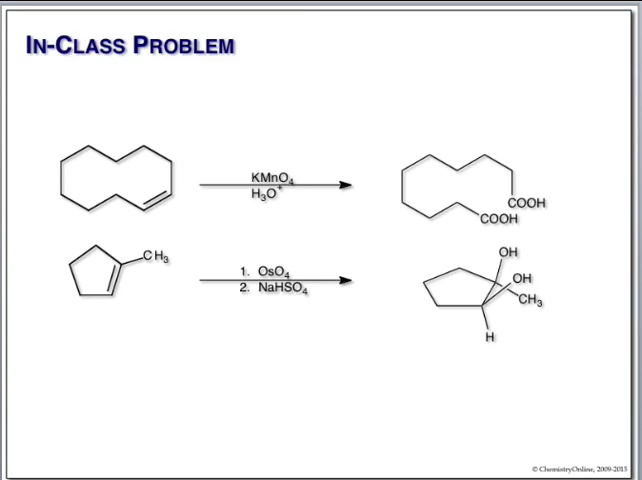 IN-CLASS PROBLEM
KMnO4
H3O+
COOH
COOH
CH3
1. OsO4
2. NaHSO4
OH
OH
CH3
H
© ChemistryOnline, 2009-2015